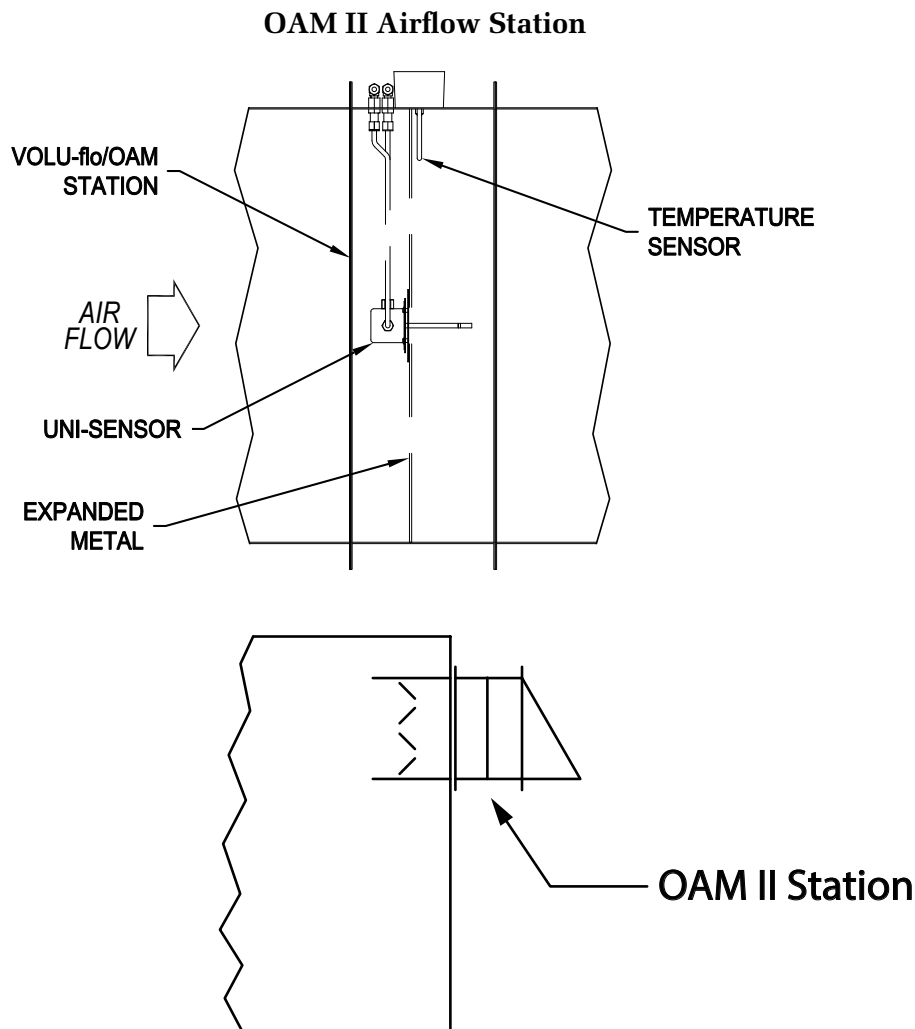 OAM II Airflow Station
VOLU-flo/OAM
STATION
TEMPERATURE
SENSOR
AIR
FLOW
UNI-SENSOR
EXPANDED
METAL
OAM II Station